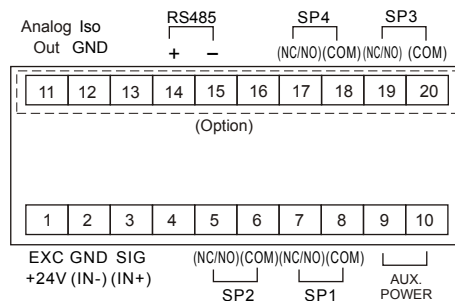 Analog Iso RS485 SP4 SP3
Out GND + − (NC/NO)(COM) (NC/NO) (COM)
11 12 13 14 15 16 17 18 19 20
(Option)
1 2 3 4 5 6 7 8 9 10
EXC GND SIG (NC/NO)(COM)(NC/NO)(COM)
+24V (IN-) (IN+) SP2 SP1 AUX.
POWER